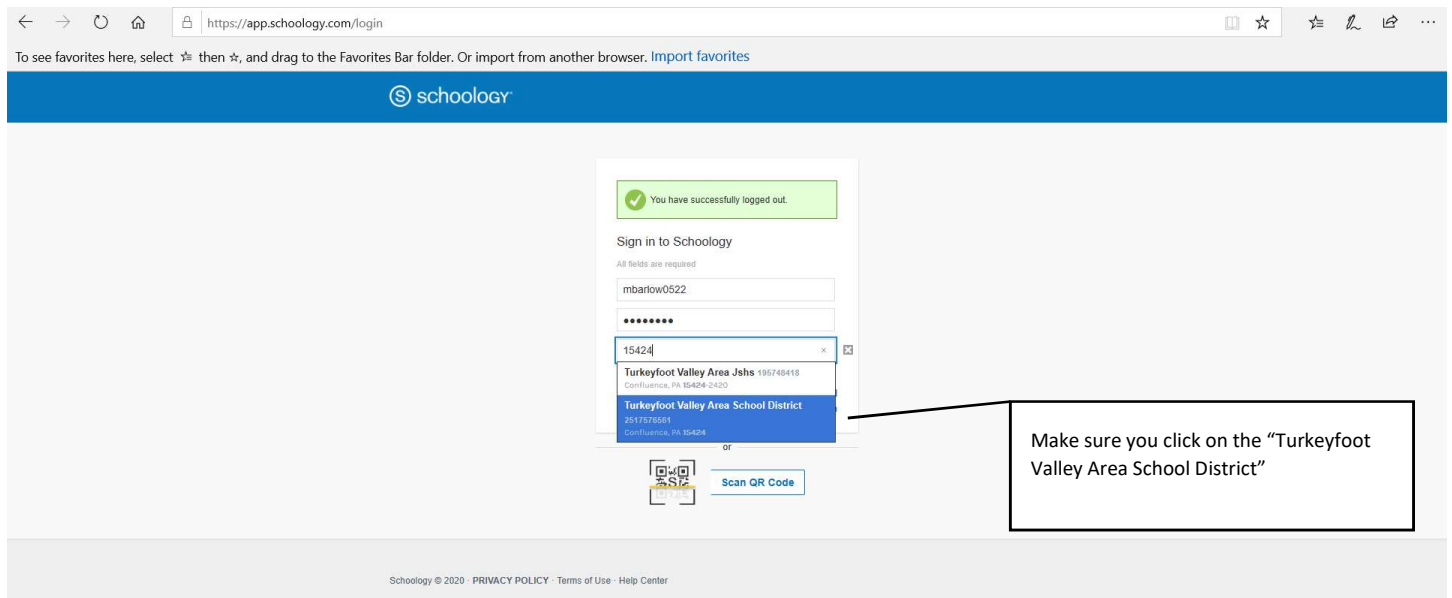 https://app.schoology.com/login
To see favorites here, select then, and drag to the Favorites Bar folder. Or import from another browser. Import favorites
S schoology
You have successfully logged out.
Sign in to Schoology
All fields are required
mbarlow0522
••••••••
15424
Turkeyfoot Valley Area Jshs 195748418
Confluence, PA 15424-2420
Turkeyfoot Valley Area School District
2517576561
Confluence, PA 15424
or
Scan QR Code
Make sure you click on the “Turkeyfoot
Valley Area School District”
Schoology © 2020 · PRIVACY POLICY · Terms of Use · Help Center